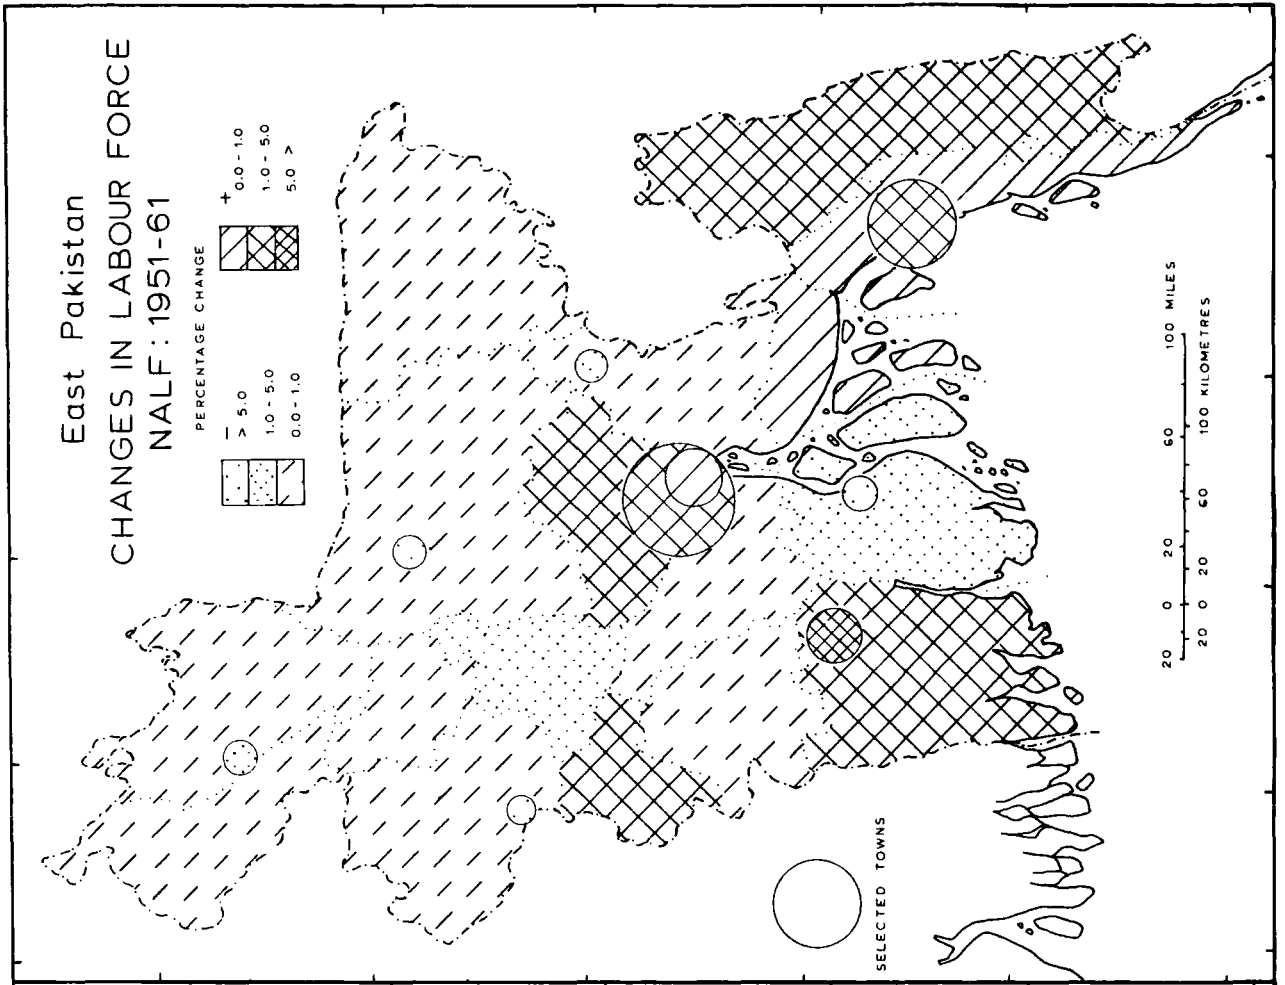 East Pakistan
CHANGES IN LABOUR FORCE
NALF : 1951-61
PERCENTAGE CHANGE
−
> 5.0
1.0 - 5.0
0.0 - 1.0
+
0.0 - 1.0
1.0 - 5.0
5.0 >
SELECTED TOWNS
20 0 20 60 60 100 MILES
20 0 20 60 100 KILOMETRES